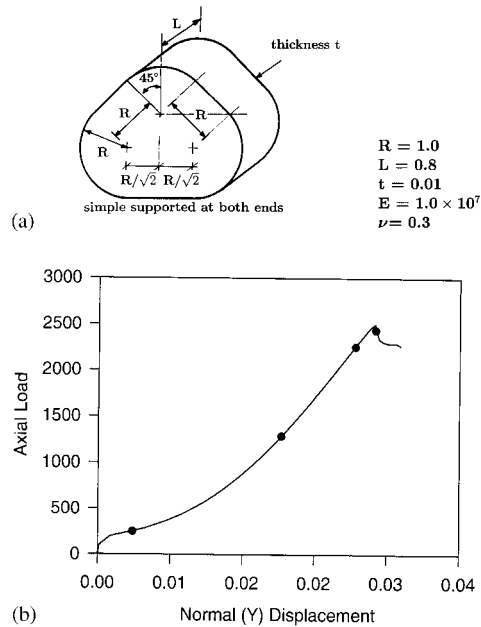 L
thickness t
45°
R
R
R
R/√2 R/√2
simple supported at both ends
R = 1.0
L = 0.8
t = 0.01
E = 1.0 × 10⁷
ν= 0.3
(a)
3000
2500
2000
1500
1000
500
0
Axial Load
0.00 0.01 0.02 0.02 0.03 0.04
Normal (Y) Displacement
(b)